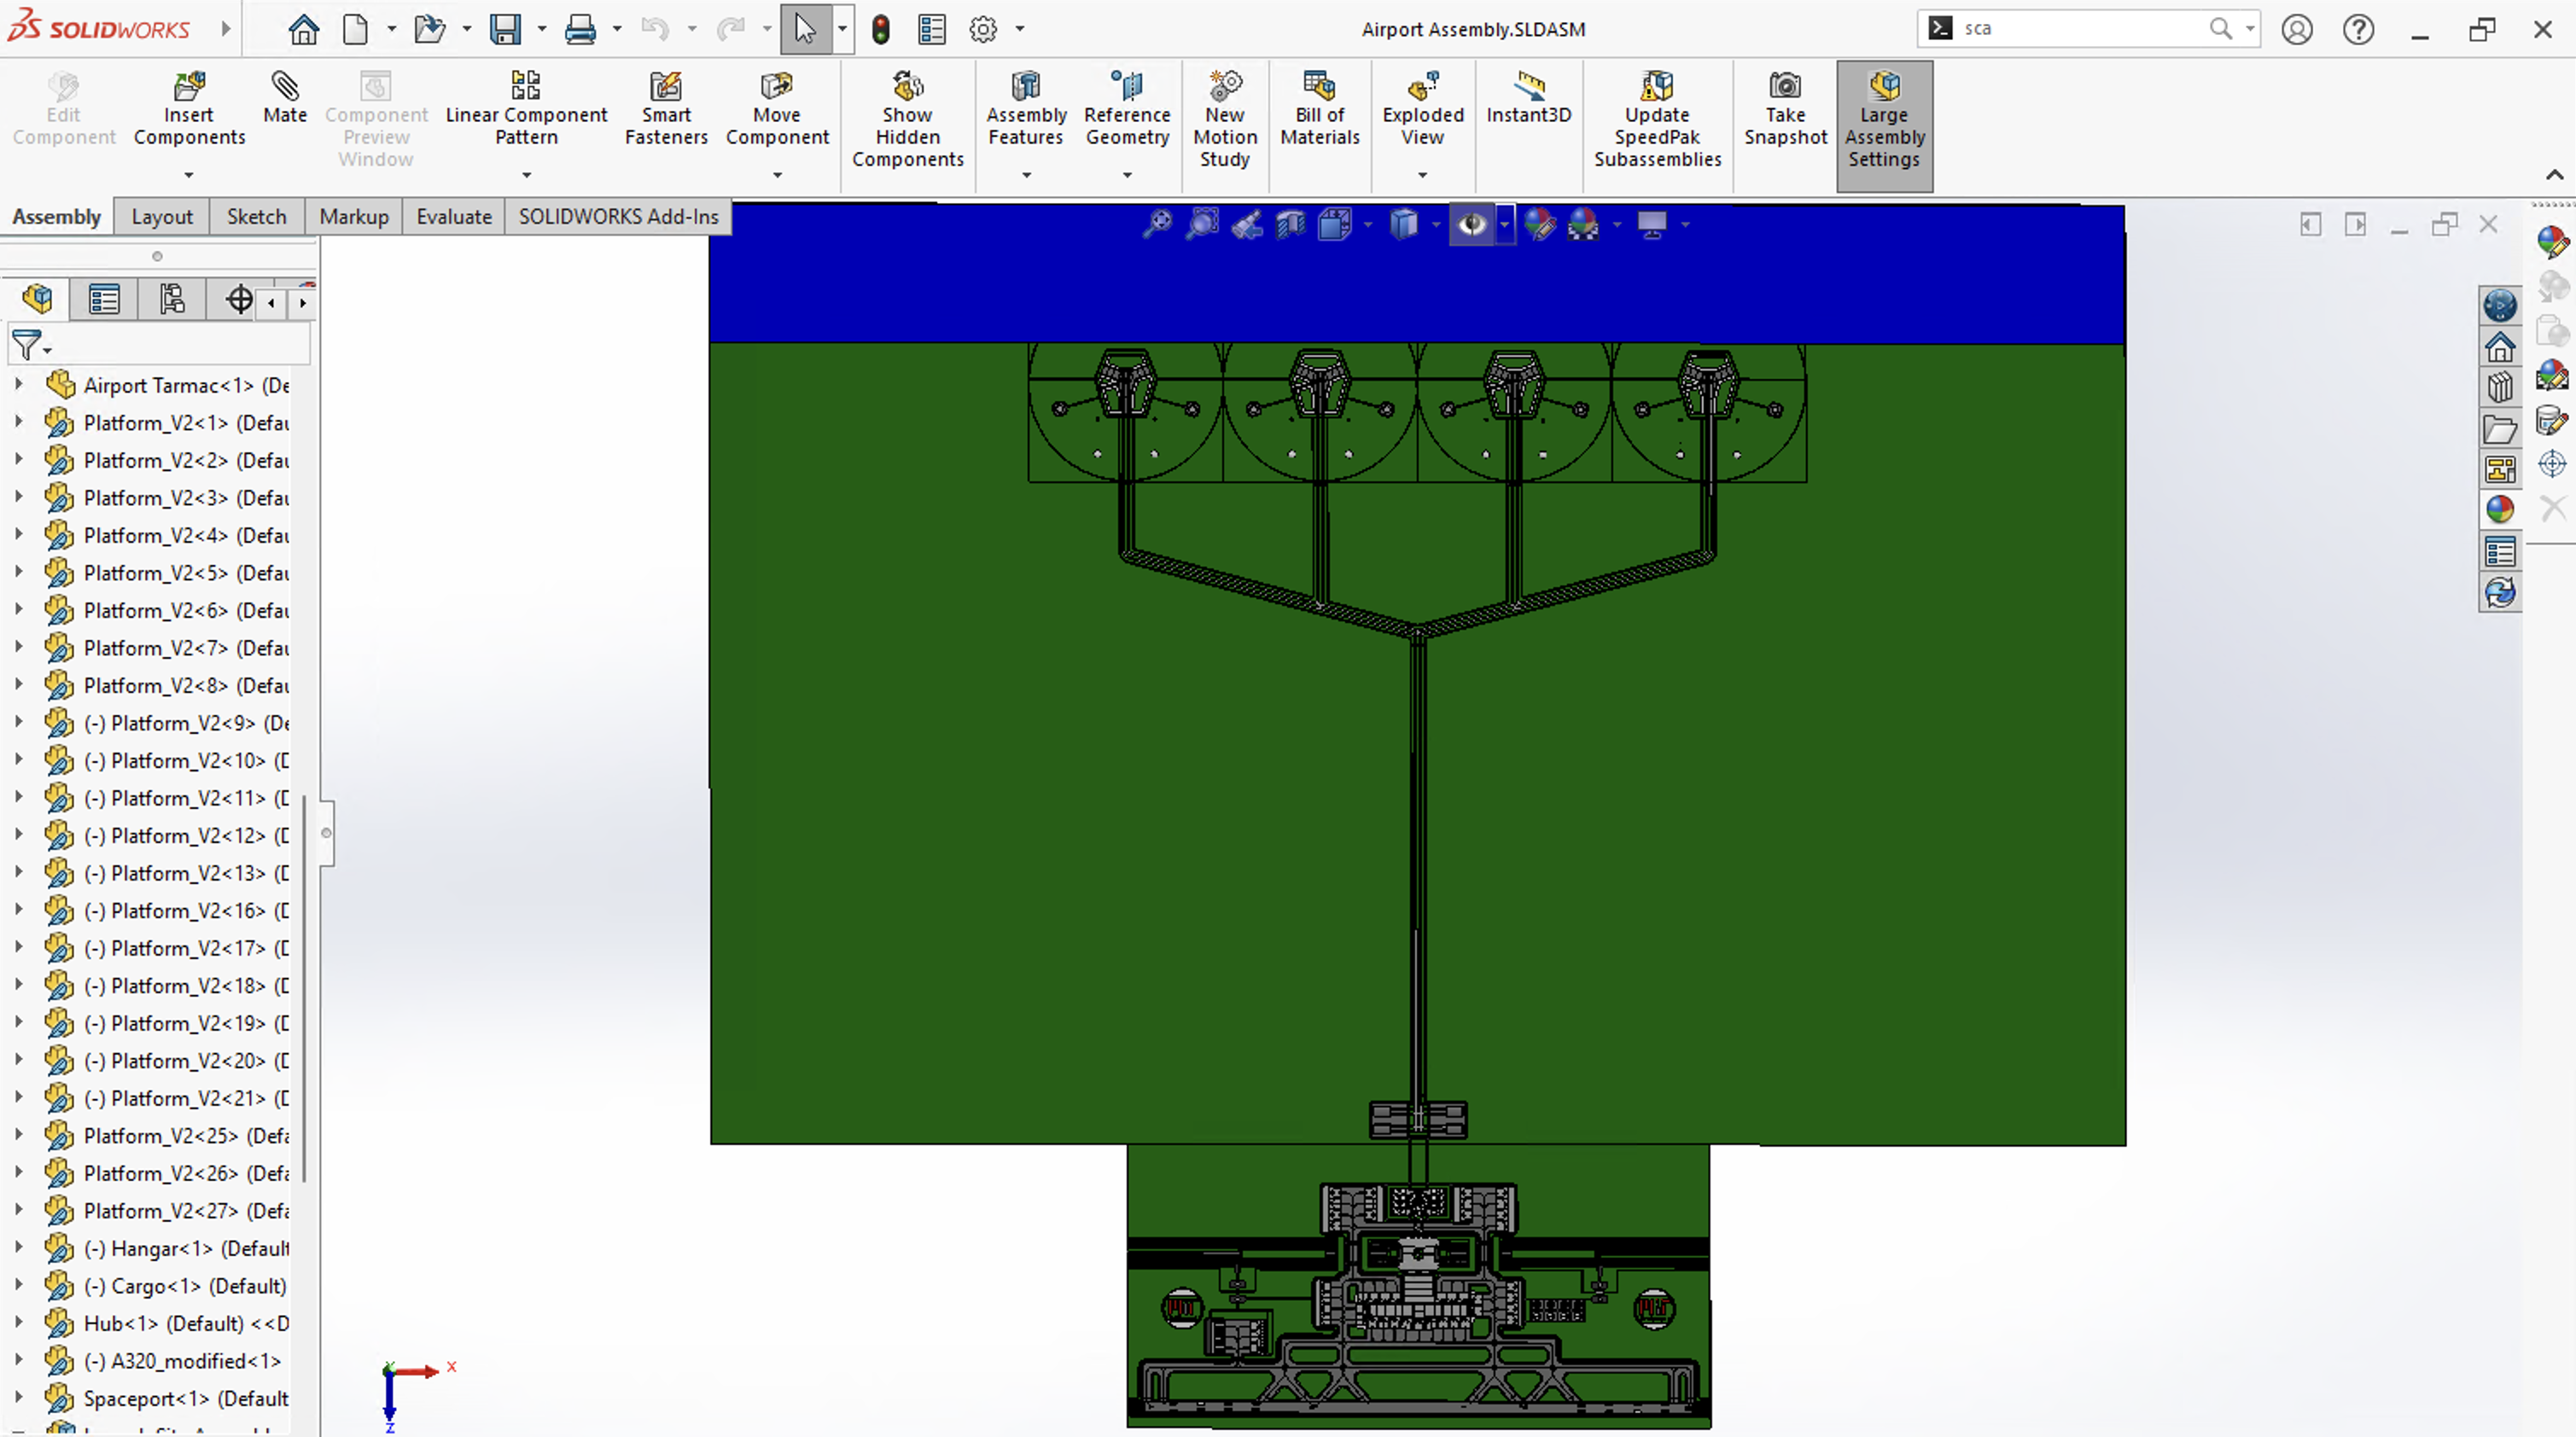 SOLIDWORKS
Airport Assembly.SLDASM
sca
Edit Component
Insert Components
Mate
Component Preview Window
Linear Component Pattern
Smart Fasteners
Move Component
Show Hidden Components
Assembly Features
Reference Geometry
New Motion Study
Bill of Materials
Exploded View
Instant3D
Update SpeedPak Subassemblies
Take Snapshot
Large Assembly Settings
Assembly
Layout
Sketch
Markup
Evaluate
SOLIDWORKS Add-Ins
Airport Tarmac<1> (De
Platform_V2<1> (Defau
Platform_V2<2> (Defau
Platform_V2<3> (Defau
Platform_V2<4> (Defau
Platform_V2<5> (Defau
Platform_V2<6> (Defau
Platform_V2<7> (Defau
Platform_V2<8> (Defau
(-) Platform_V2<9> (De
(-) Platform_V2<10> (D
(-) Platform_V2<11> (D
(-) Platform_V2<12> (D
(-) Platform_V2<13> (D
(-) Platform_V2<16> (D
(-) Platform_V2<17> (D
(-) Platform_V2<18> (D
(-) Platform_V2<19> (D
(-) Platform_V2<20> (D
(-) Platform_V2<21> (D
Platform_V2<25> (Defa
Platform_V2<26> (Defa
Platform_V2<27> (Defa
(-) Hangar<1> (Default
(-) Cargo<1> (Default)
Hub<1> (Default) <<D
(-) A320_modified<1>
Spaceport<1> (Default
Y
X
Z